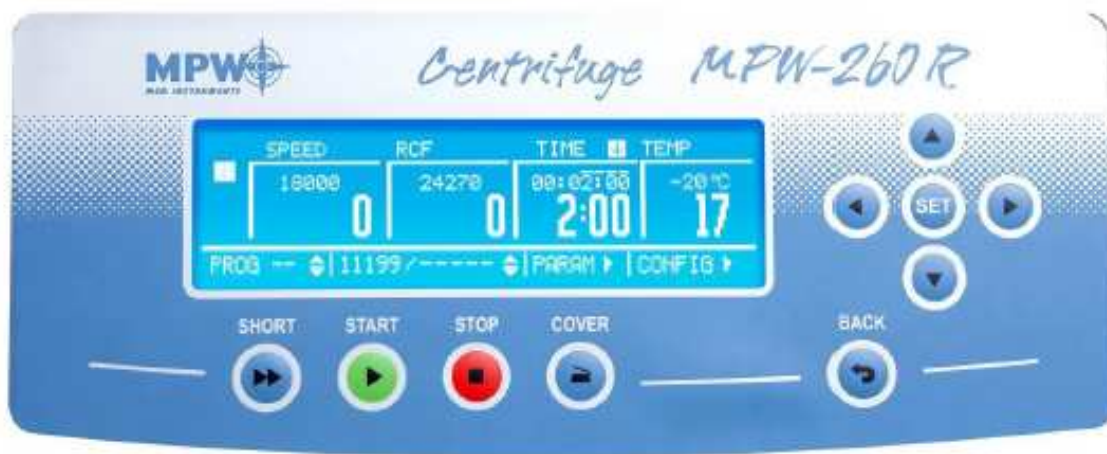 MPW
MED INSTRUMENTS
Centrifuge MPW-260R
SPEED RCF TIME TEMP
18000 24270 00:02:00 -20°C
0 0 2:00 17
PROG -- 11199/----- PARAM CONFIG
SET
SHORT START STOP COVER BACK